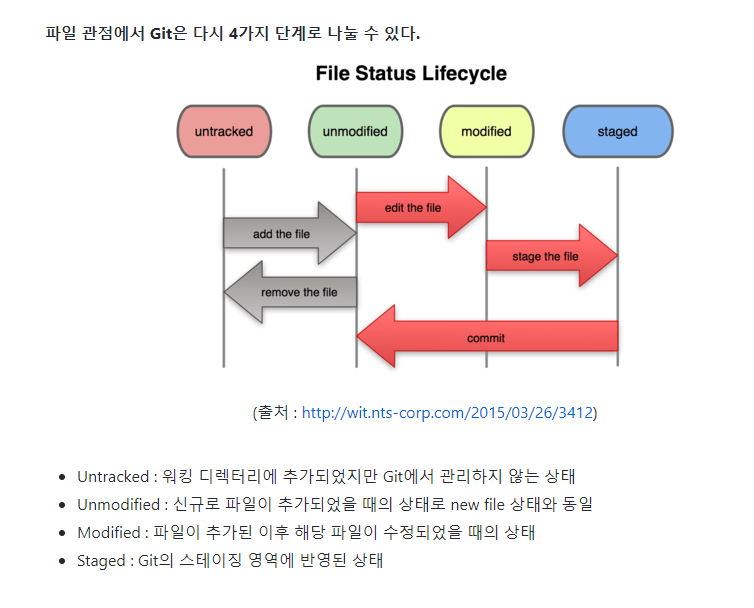 파일 관점에서 Git은 다시 4가지 단계로 나눌 수 있다.
File Status Lifecycle
untracked
unmodified
modified
staged
edit the file
add the file
stage the file
remove the file
commit
(출처 : http://wit.nts-corp.com/2015/03/26/3412)
• Untracked : 워킹 디렉터리에 추가되었지만 Git에서 관리하지 않는 상태
• Unmodified : 신규로 파일이 추가되었을 때의 상태로 new file 상태와 동일
• Modified : 파일이 추가된 이후 해당 파일이 수정되었을 때의 상태
• Staged : Git의 스테이징 영역에 반영된 상태